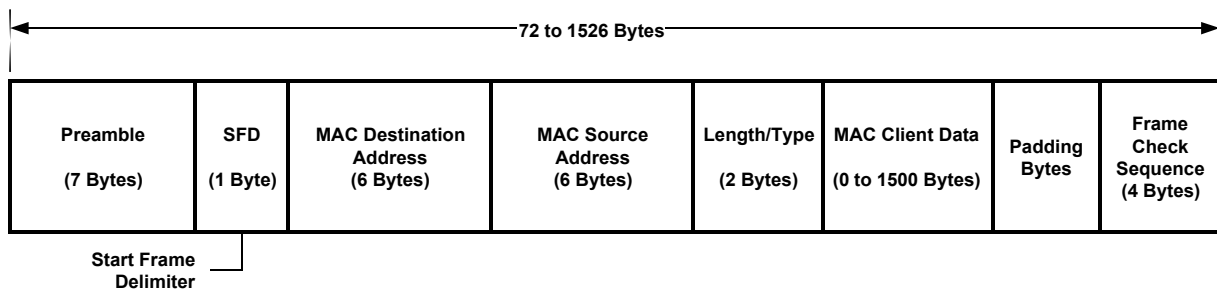 72 to 1526 Bytes
Preamble
(7 Bytes)
SFD
(1 Byte)
MAC Destination
Address
(6 Bytes)
MAC Source
Address
(6 Bytes)
Length/Type
(2 Bytes)
MAC Client Data
(0 to 1500 Bytes)
Padding
Bytes
Frame
Check
Sequence
(4 Bytes)
Start Frame
Delimiter